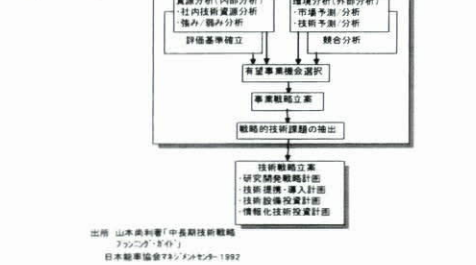 資源分析(内部分析)
・社内技術資源分析
・強み/弱み分析
環境分析(外部分析)
・市場予測/分析
・技術予測/分析
評価基準確立
競合分析
有望事業機会選択
事業戦略立案
戦略的技術課題の抽出
技術戦略立案
・研究開発戦略計画
・技術提携・導入計画
・技術設備投資計画
・情報化技術投資計画
出所 山本尚利著「中長期技術戦略
プランニング・ガイド」
日本能率協会マネジメントセンター1992